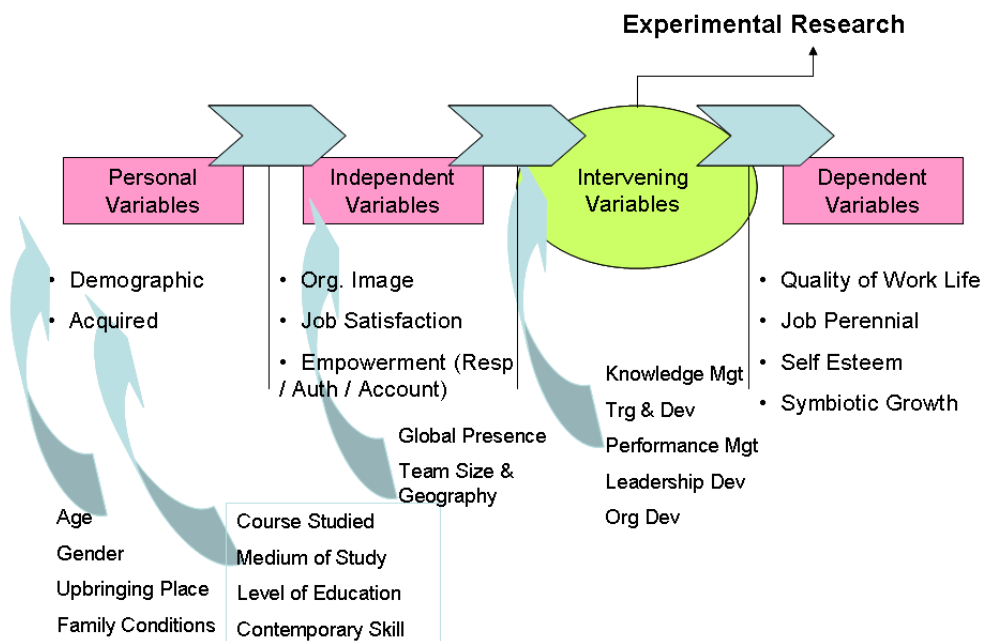 Experimental Research
Personal
Variables
Independent
Variables
Intervening
Variables
Dependent
Variables
• Demographic
• Acquired
• Org. Image
• Job Satisfaction
• Empowerment (Resp
/ Auth / Account)
• Quality of Work Life
• Job Perennial
• Self Esteem
• Symbiotic Growth
Global Presence
Team Size &
Geography
Knowledge Mgt
Trg & Dev
Performance Mgt
Leadership Dev
Org Dev
Age
Gender
Upbringing Place
Family Conditions
Course Studied
Medium of Study
Level of Education
Contemporary Skill